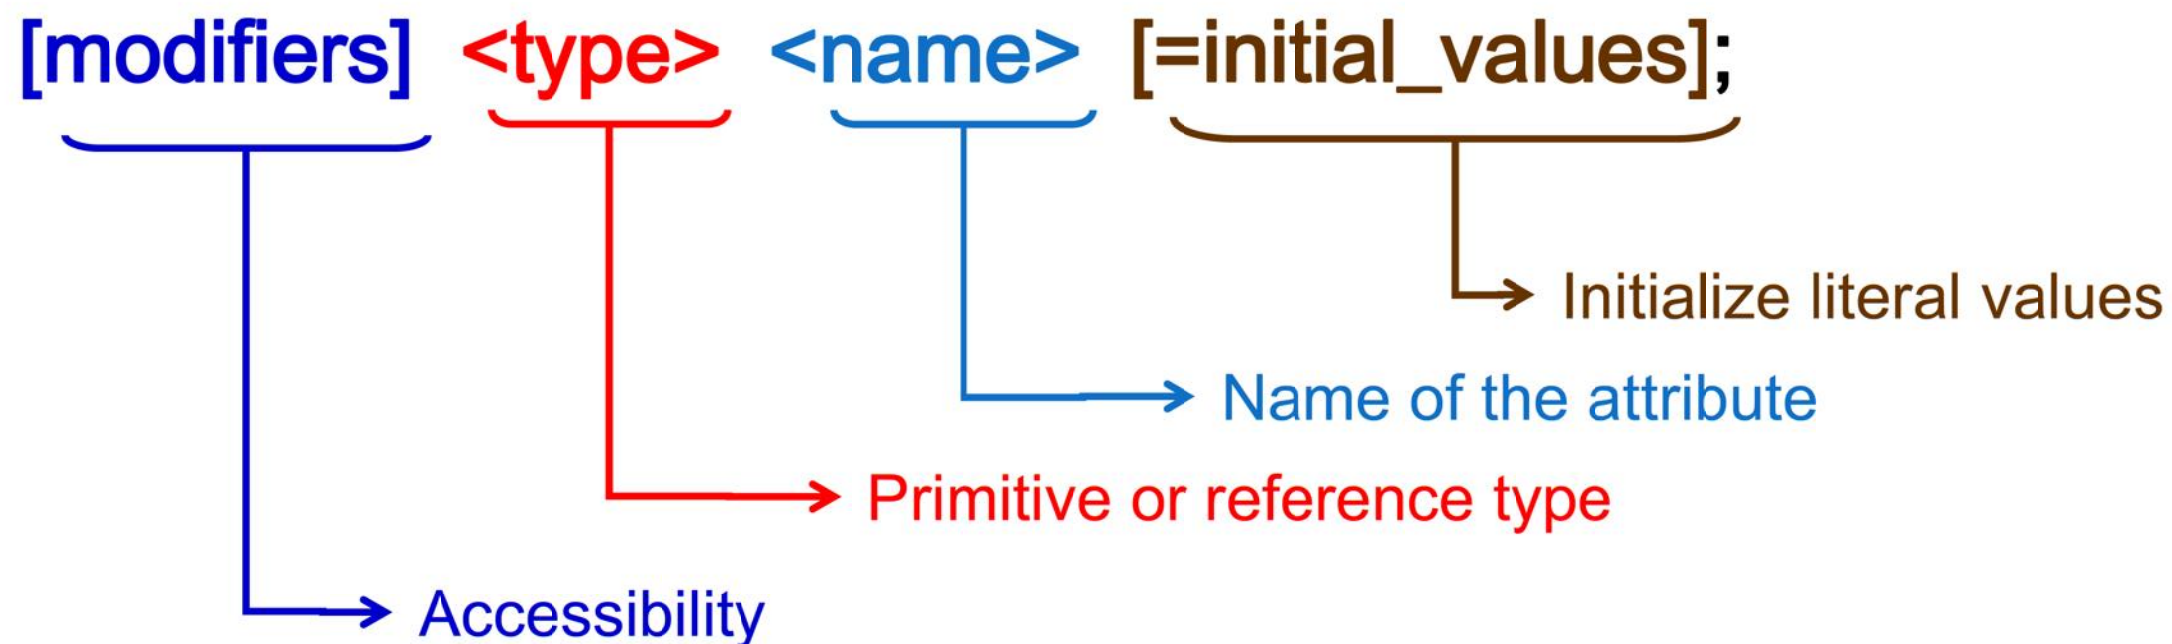 [modifiers] <type> <name> [=initial_values];
Initialize literal values
Name of the attribute
Primitive or reference type
Accessibility